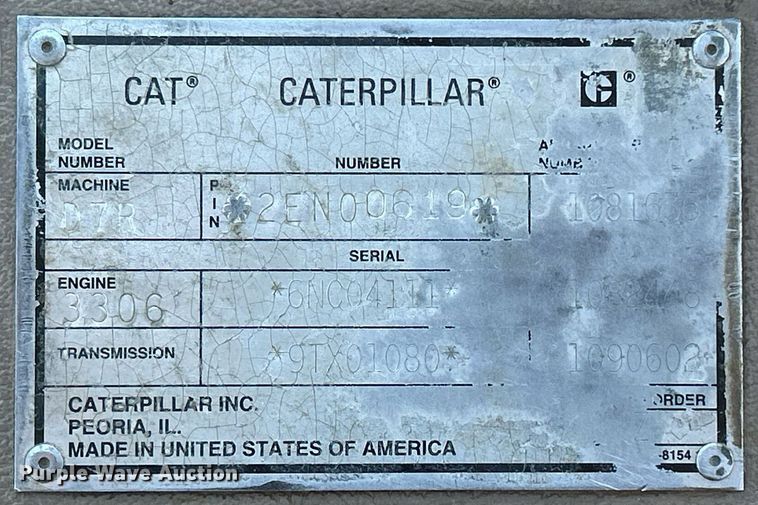 CAT® CATERPILLAR® ®
MODEL
NUMBER NUMBER
MACHINE
D7R PIN *2EN00619*
SERIAL
ENGINE
3306 *6NC04111*
TRANSMISSION *9TX01080* 1090602
ORDER
CATERPILLAR INC.
PEORIA, IL.
MADE IN UNITED STATES OF AMERICA
-8154
Purple Wave Auction